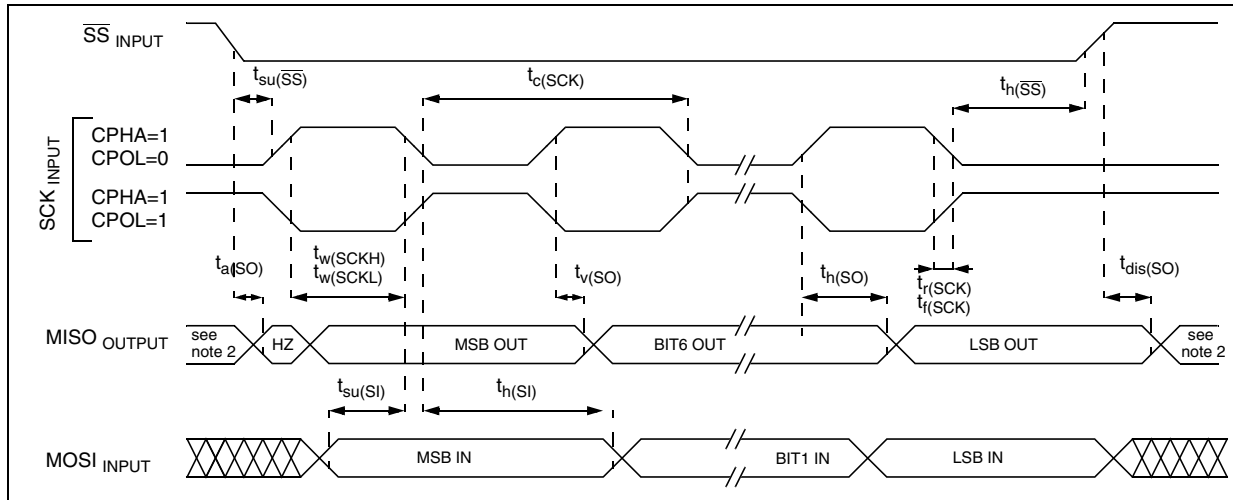 SS INPUT
tsu(SS)
tc(SCK)
th(SS)
SCK INPUT
CPHA=1
CPOL=0
CPHA=1
CPOL=1
ta(SO)
tw(SCKH)
tw(SCKL)
tv(SO)
th(SO)
tr(SCK)
tf(SCK)
tdis(SO)
MISO OUTPUT
see
note 2
HZ
MSB OUT
BIT6 OUT
LSB OUT
see
note 2
tsu(SI)
th(SI)
MOSI INPUT
MSB IN
BIT1 IN
LSB IN